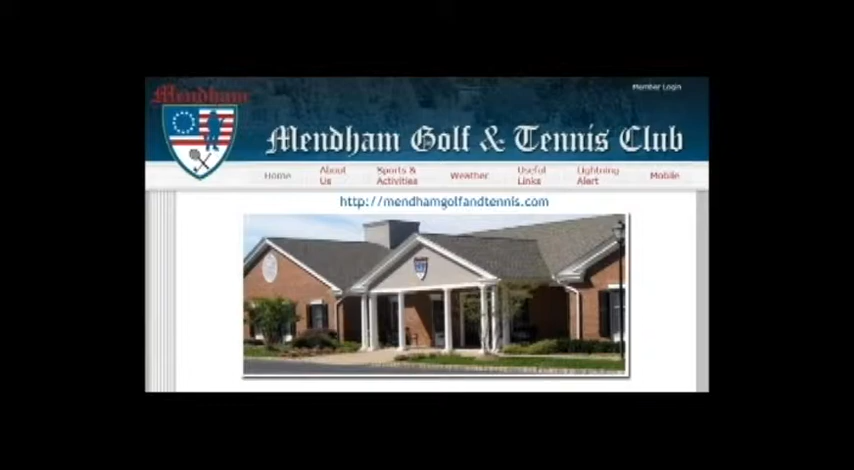 Mendham
Member Login
Mendham Golf & Tennis Club
Home
About
Us
Sports &
Activities
Weather
Useful
Links
Lightning
Alert
Mobile
http://mendhamgolfandtennis.com